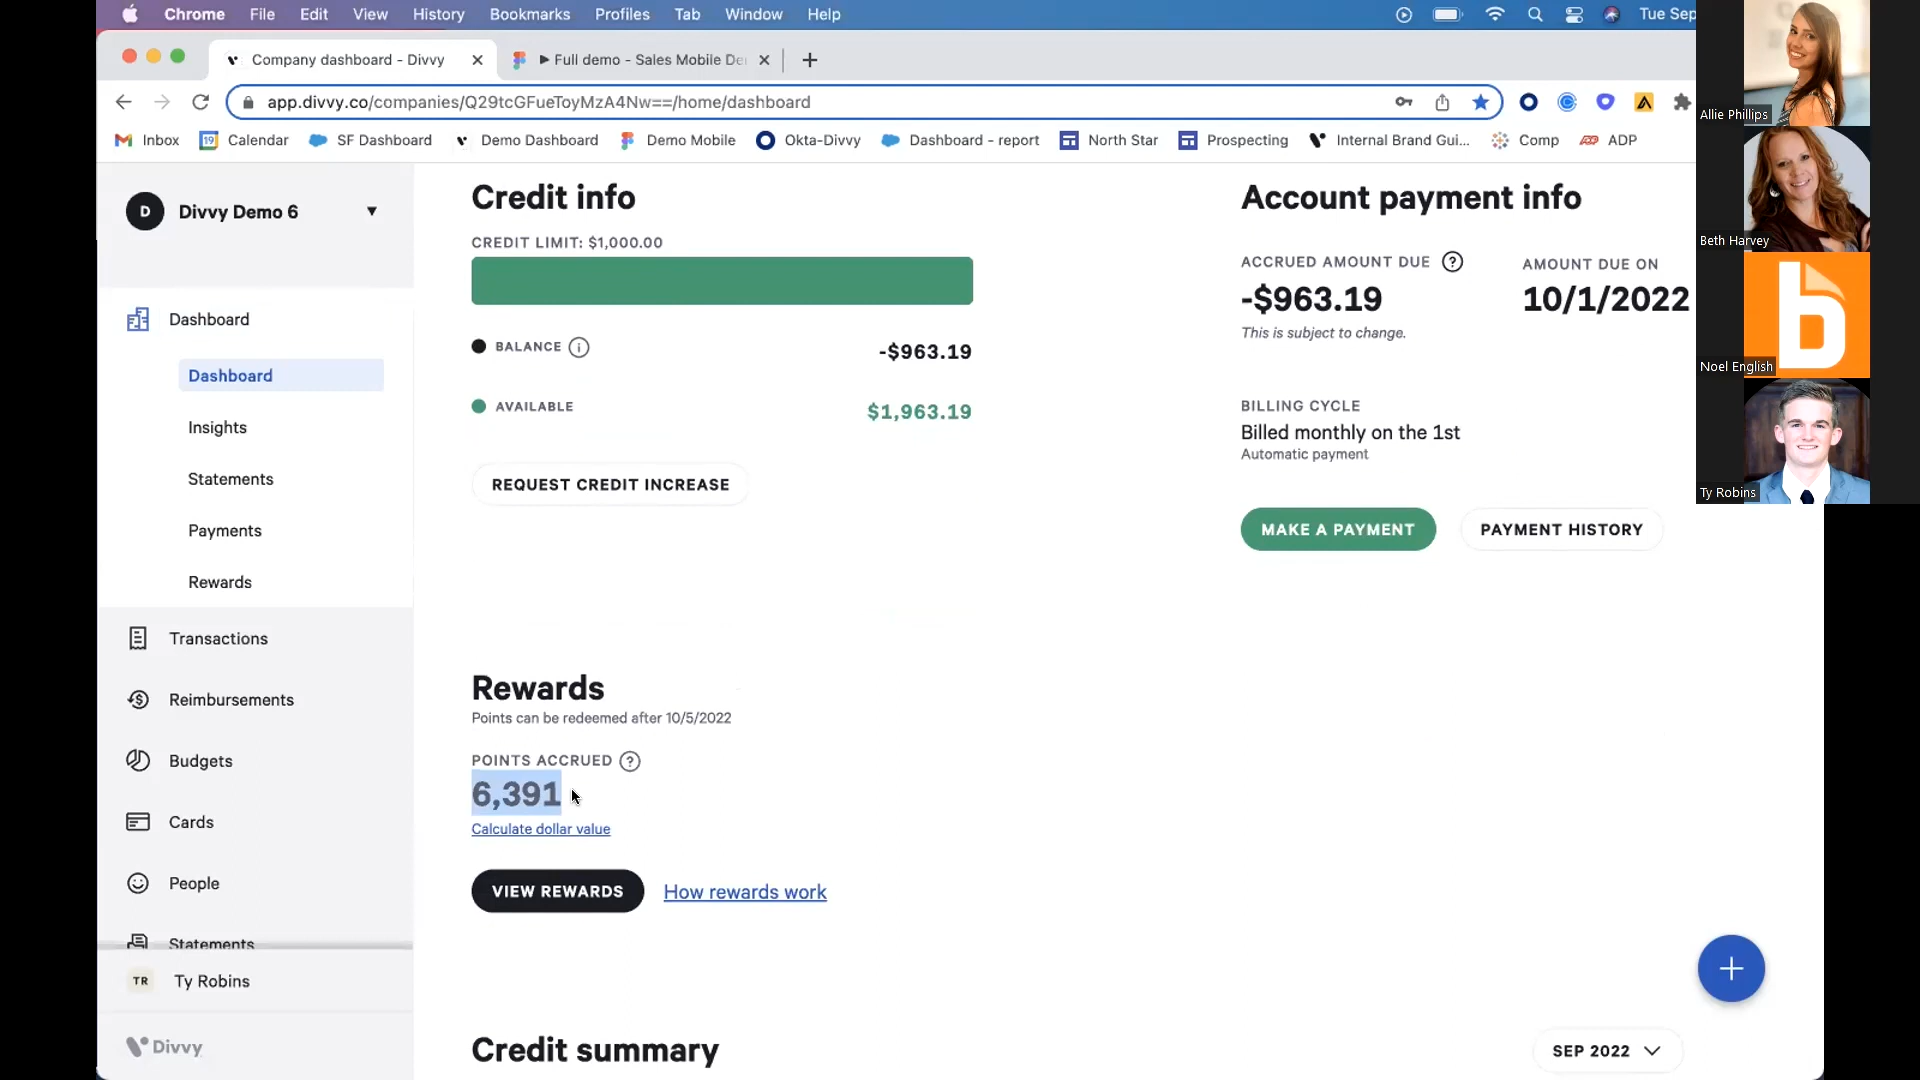 Chrome File Edit View History Bookmarks Profiles Tab Window Help Tue Sep
Company dashboard - Divvy
Full demo - Sales Mobile De
app.divvy.co/companies/Q29tcGFueToyMzA4Nw==/home/dashboard
Inbox Calendar SF Dashboard Demo Dashboard Demo Mobile Okta-Divvy Dashboard - report North Star Prospecting Internal Brand Gui... Comp ADP
Allie Phillips
Beth Harvey
b
Noel English
Ty Robins
D Divvy Demo 6
Dashboard
Dashboard
Insights
Statements
Payments
Rewards
Transactions
Reimbursements
Budgets
Cards
People
Statements
TR Ty Robins
Divvy
Credit info
CREDIT LIMIT: $1,000.00
BALANCE -$963.19
AVAILABLE $1,963.19
REQUEST CREDIT INCREASE
Account payment info
ACCRUED AMOUNT DUE
-$963.19
This is subject to change.
AMOUNT DUE ON
10/1/2022
BILLING CYCLE
Billed monthly on the 1st
Automatic payment
MAKE A PAYMENT
PAYMENT HISTORY
Rewards
Points can be redeemed after 10/5/2022
POINTS ACCRUED
6,391
Calculate dollar value
VIEW REWARDS
How rewards work
Credit summary
SEP 2022